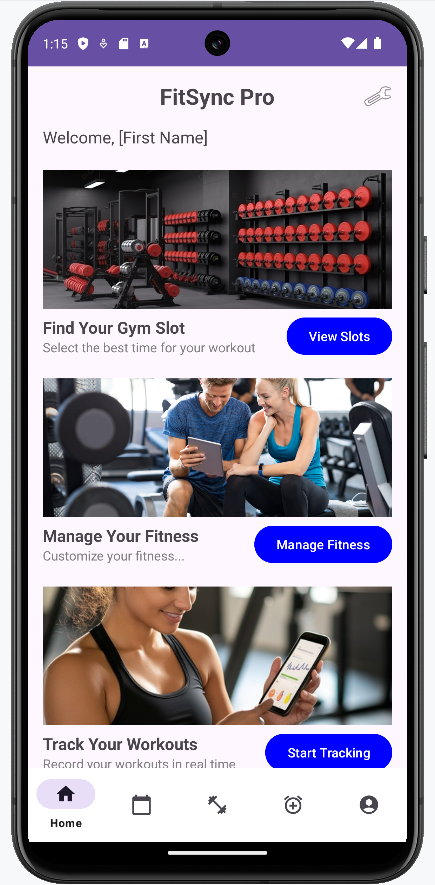 1:15
FitSync Pro
Welcome, [First Name]
Find Your Gym Slot
Select the best time for your workout
View Slots
Manage Your Fitness
Customize your fitness...
Manage Fitness
Track Your Workouts
Record your workouts in real time
Start Tracking
Home